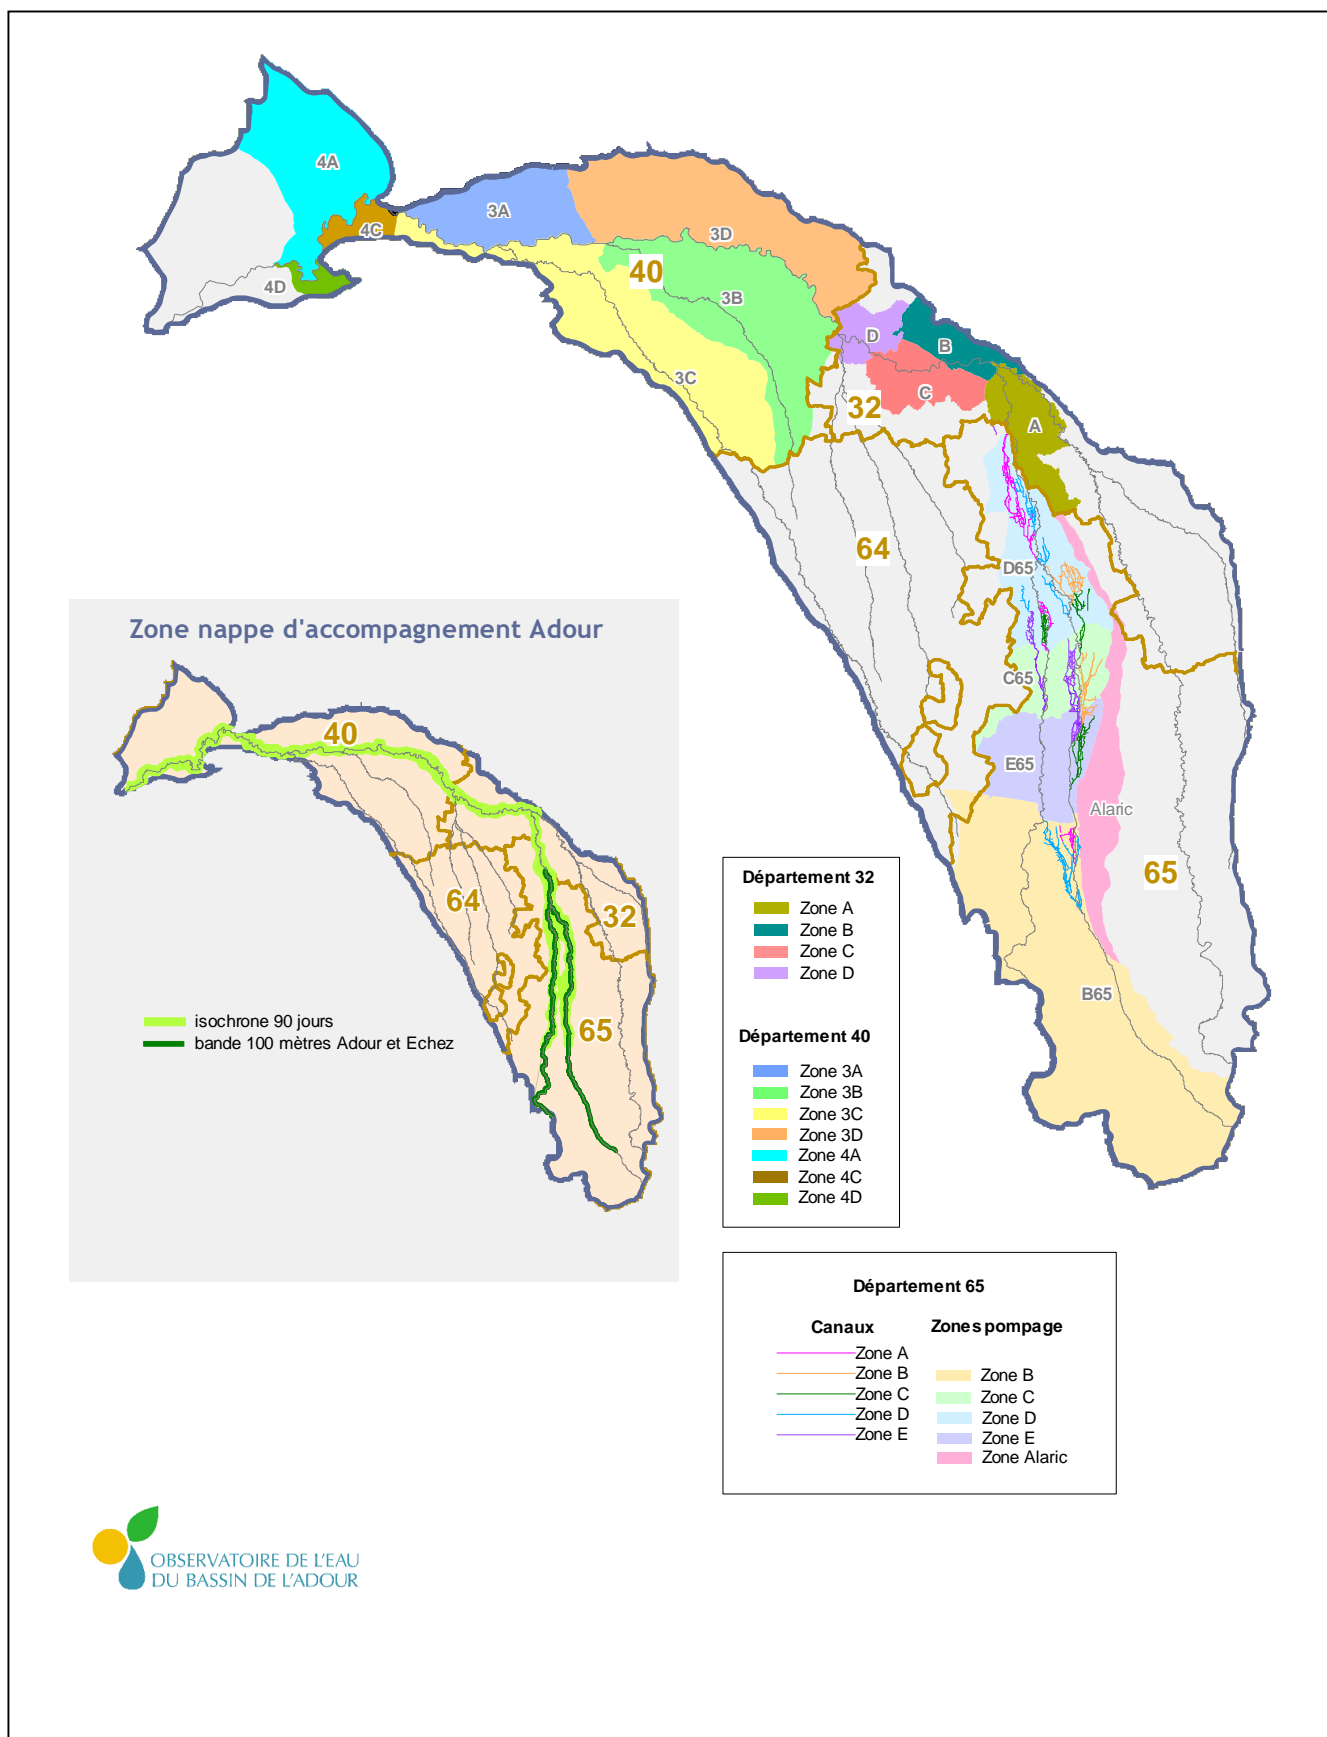 4A
3A
4C
3D
40
4D
3B
D
B
3C
C
32
A
64
D65
C65
E65
Alaric
65
B65
Zone nappe d'accompagnement Adour
40
64
32
65
isochrone 90 jours
bande 100 mètres Adour et Echez
Département 32
Zone A
Zone B
Zone C
Zone D
Département 40
Zone 3A
Zone 3B
Zone 3C
Zone 3D
Zone 4A
Zone 4C
Zone 4D
Département 65
Canaux
Zone A
Zone B
Zone C
Zone D
Zone E
Zones pompage
Zone B
Zone C
Zone D
Zone E
Zone Alaric
OBSERVATOIRE DE L'EAU
DU BASSIN DE L'ADOUR